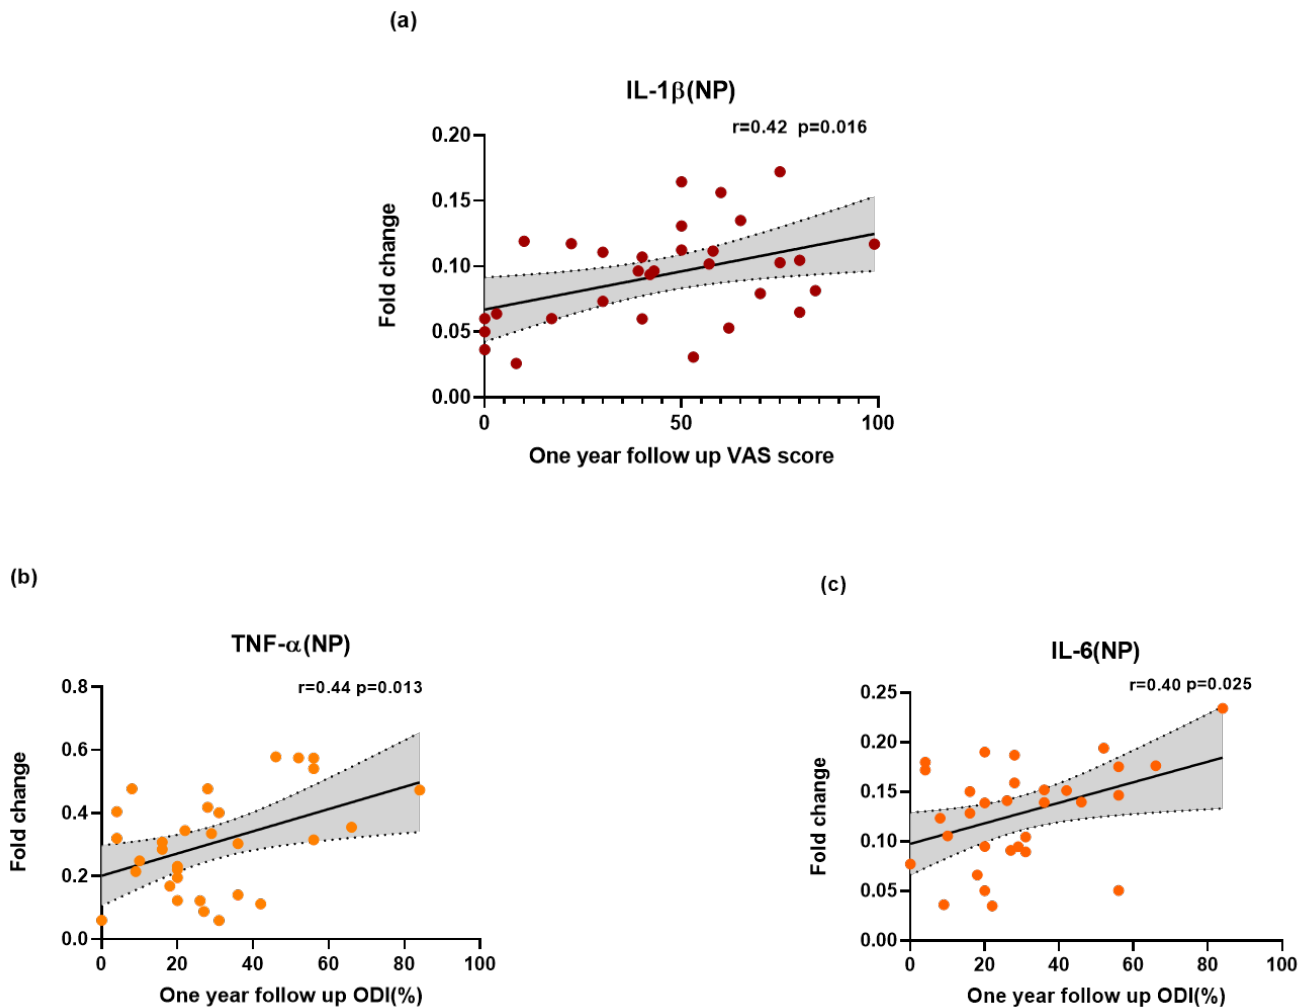 (a)
IL-1β(NP)
r=0.42 p=0.016
0.20
0.15
0.10
0.05
0.00
Fold change
0 50 100
One year follow up VAS score
(b)
TNF-α(NP)
r=0.44 p=0.013
0.8
0.6
0.4
0.2
0.0
Fold change
0 20 40 60 80 100
One year follow up ODI(%)
(c)
IL-6(NP)
r=0.40 p=0.025
0.25
0.20
0.15
0.10
0.05
0.00
Fold change
0 20 40 60 80 100
One year follow up ODI(%)